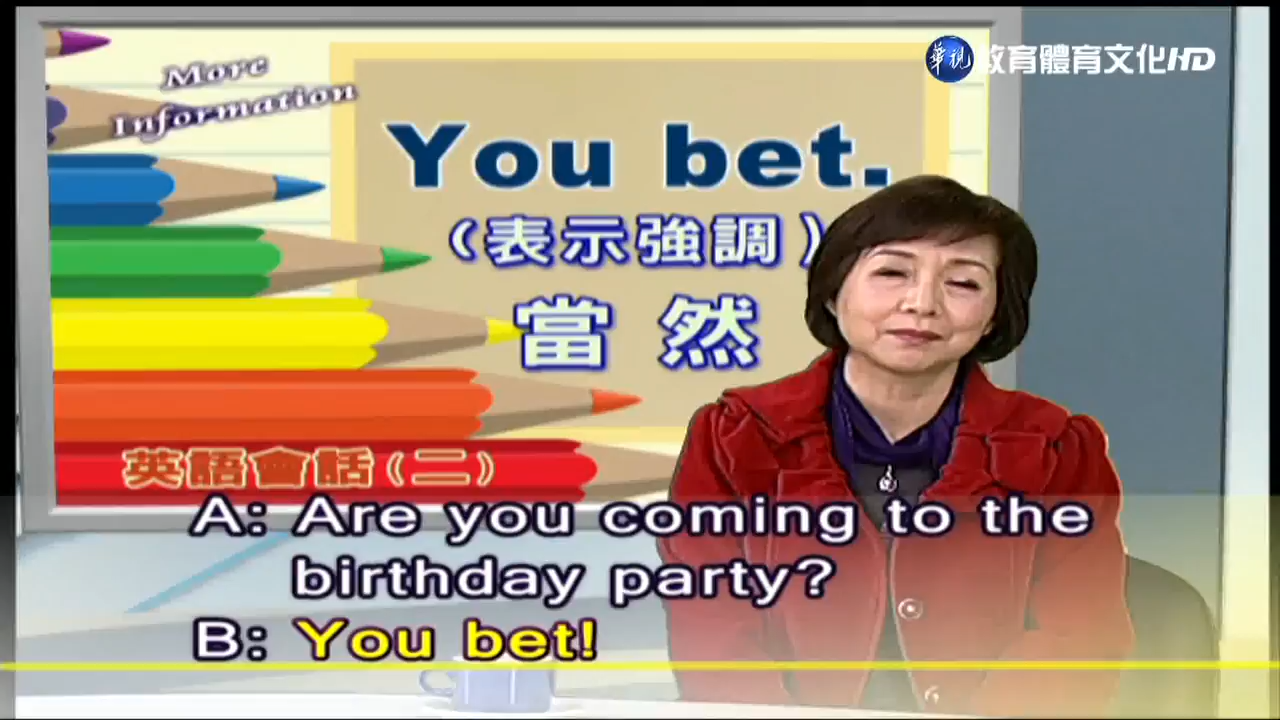 More
Information
華視 教育體育文化HD
You bet.
(表示強調)
當然
英語會話(二)
A: Are you coming to the
birthday party?
B: You bet!